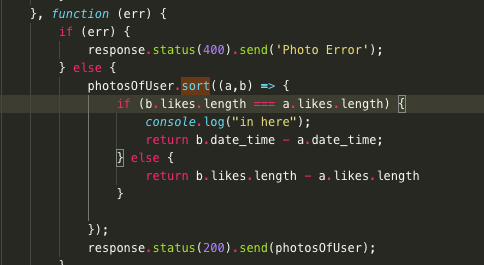 }, function (err) {
if (err) {
response.status(400).send('Photo Error');
} else {
photosOfUser.sort((a,b) => {
if (b.likes.length === a.likes.length) {
console.log("in here");
return b.date_time - a.date_time;
} else {
return b.likes.length - a.likes.length
}
});
response.status(200).send(photosOfUser);
}